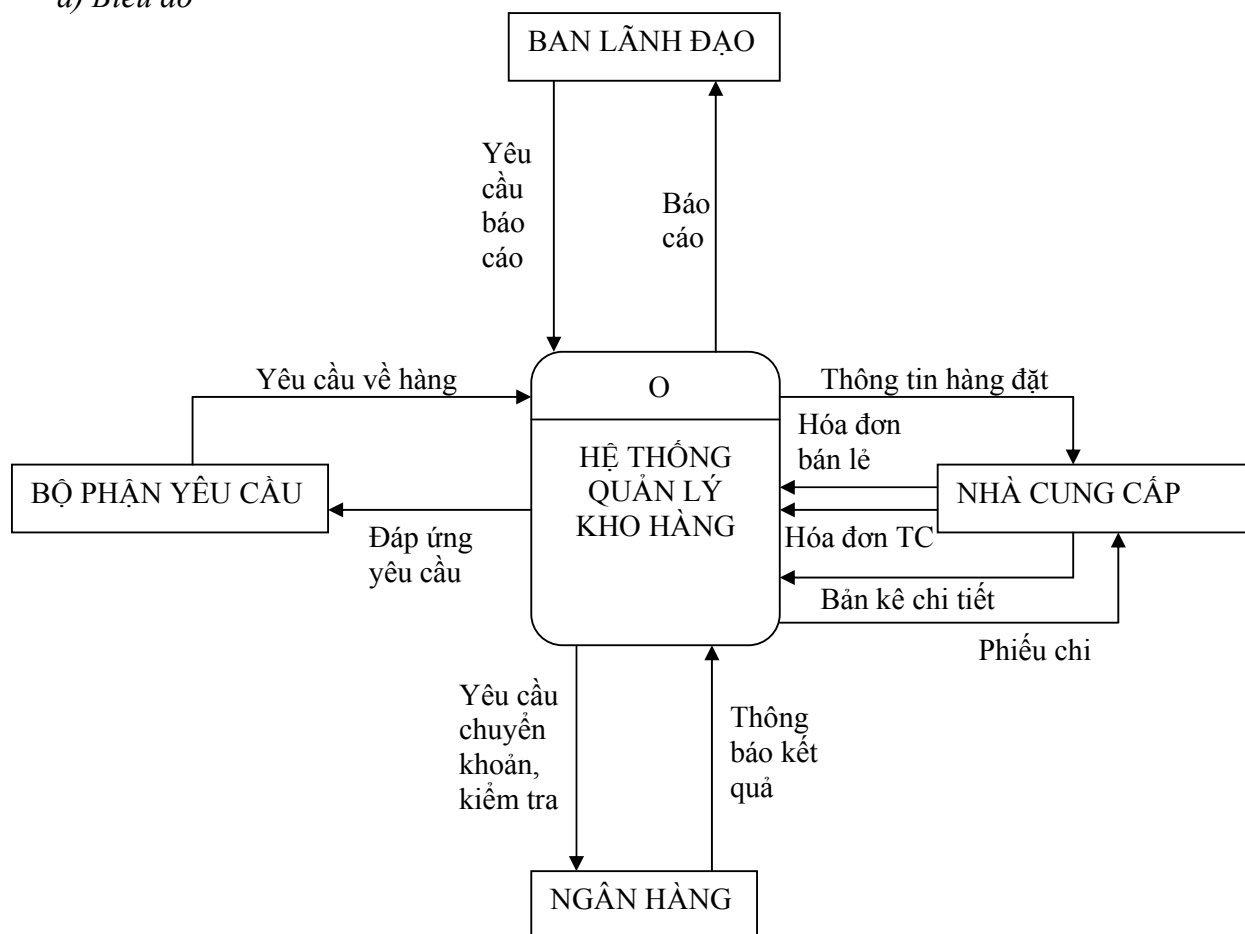 a) Biểu đồ
BAN LÃNH ĐẠO
Yêu
cầu
báo
cáo
Báo
cáo
Yêu cầu về hàng
O
Thông tin hàng đặt
Hóa đơn
bán lẻ
HỆ THỐNG
QUẢN LÝ
KHO HÀNG
BỘ PHẬN YÊU CẦU
NHÀ CUNG CẤP
Đáp ứng
yêu cầu
Hóa đơn TC
Bản kê chi tiết
Phiếu chi
Yêu cầu
chuyển
khoản,
kiểm tra
Thông
báo kết
quả
NGÂN HÀNG